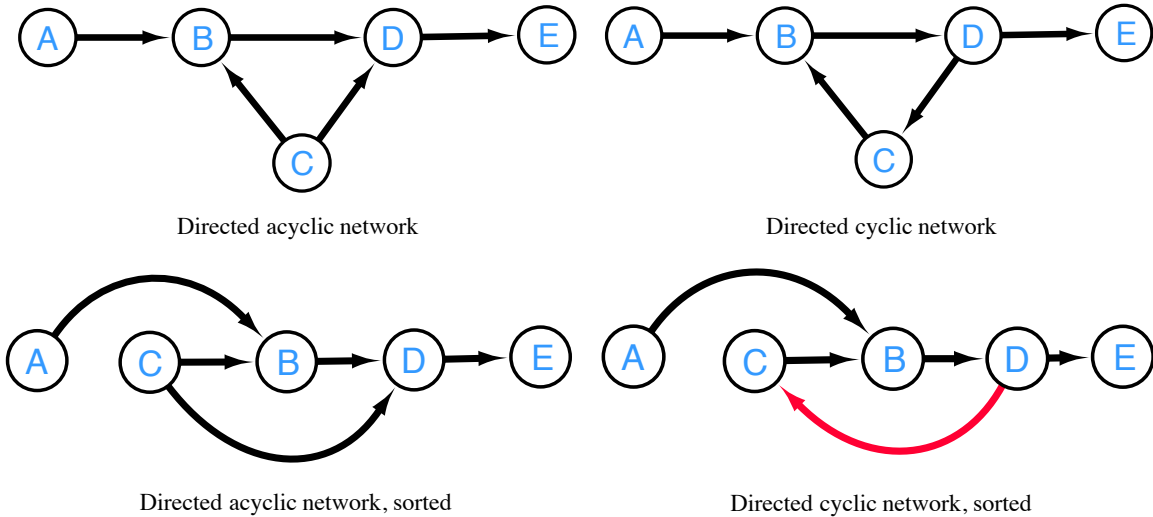 A B D E
C
Directed acyclic network
A B D E
C
Directed cyclic network
A C B D E
Directed acyclic network, sorted
A C B D E
Directed cyclic network, sorted